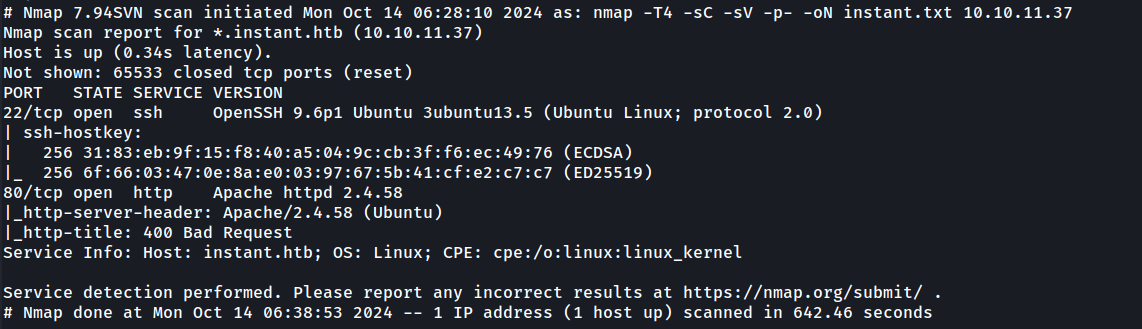 # Nmap 7.94SVN scan initiated Mon Oct 14 06:28:10 2024 as: nmap -T4 -sC -sV -p- -oN instant.txt 10.10.11.37
Nmap scan report for *.instant.htb (10.10.11.37)
Host is up (0.34s latency).
Not shown: 65533 closed tcp ports (reset)
PORT   STATE SERVICE VERSION
22/tcp open  ssh     OpenSSH 9.6p1 Ubuntu 3ubuntu13.5 (Ubuntu Linux; protocol 2.0)
| ssh-hostkey:
|   256 31:83:eb:9f:15:f8:40:a5:04:9c:cb:3f:f6:ec:49:76 (ECDSA)
|_  256 6f:66:03:47:0e:8a:e0:03:97:67:5b:41:cf:e2:c7:c7 (ED25519)
80/tcp open  http    Apache httpd 2.4.58
|_http-server-header: Apache/2.4.58 (Ubuntu)
|_http-title: 400 Bad Request
Service Info: Host: instant.htb; OS: Linux; CPE: cpe:/o:linux:linux_kernel
Service detection performed. Please report any incorrect results at https://nmap.org/submit/ .
# Nmap done at Mon Oct 14 06:38:53 2024 -- 1 IP address (1 host up) scanned in 642.46 seconds